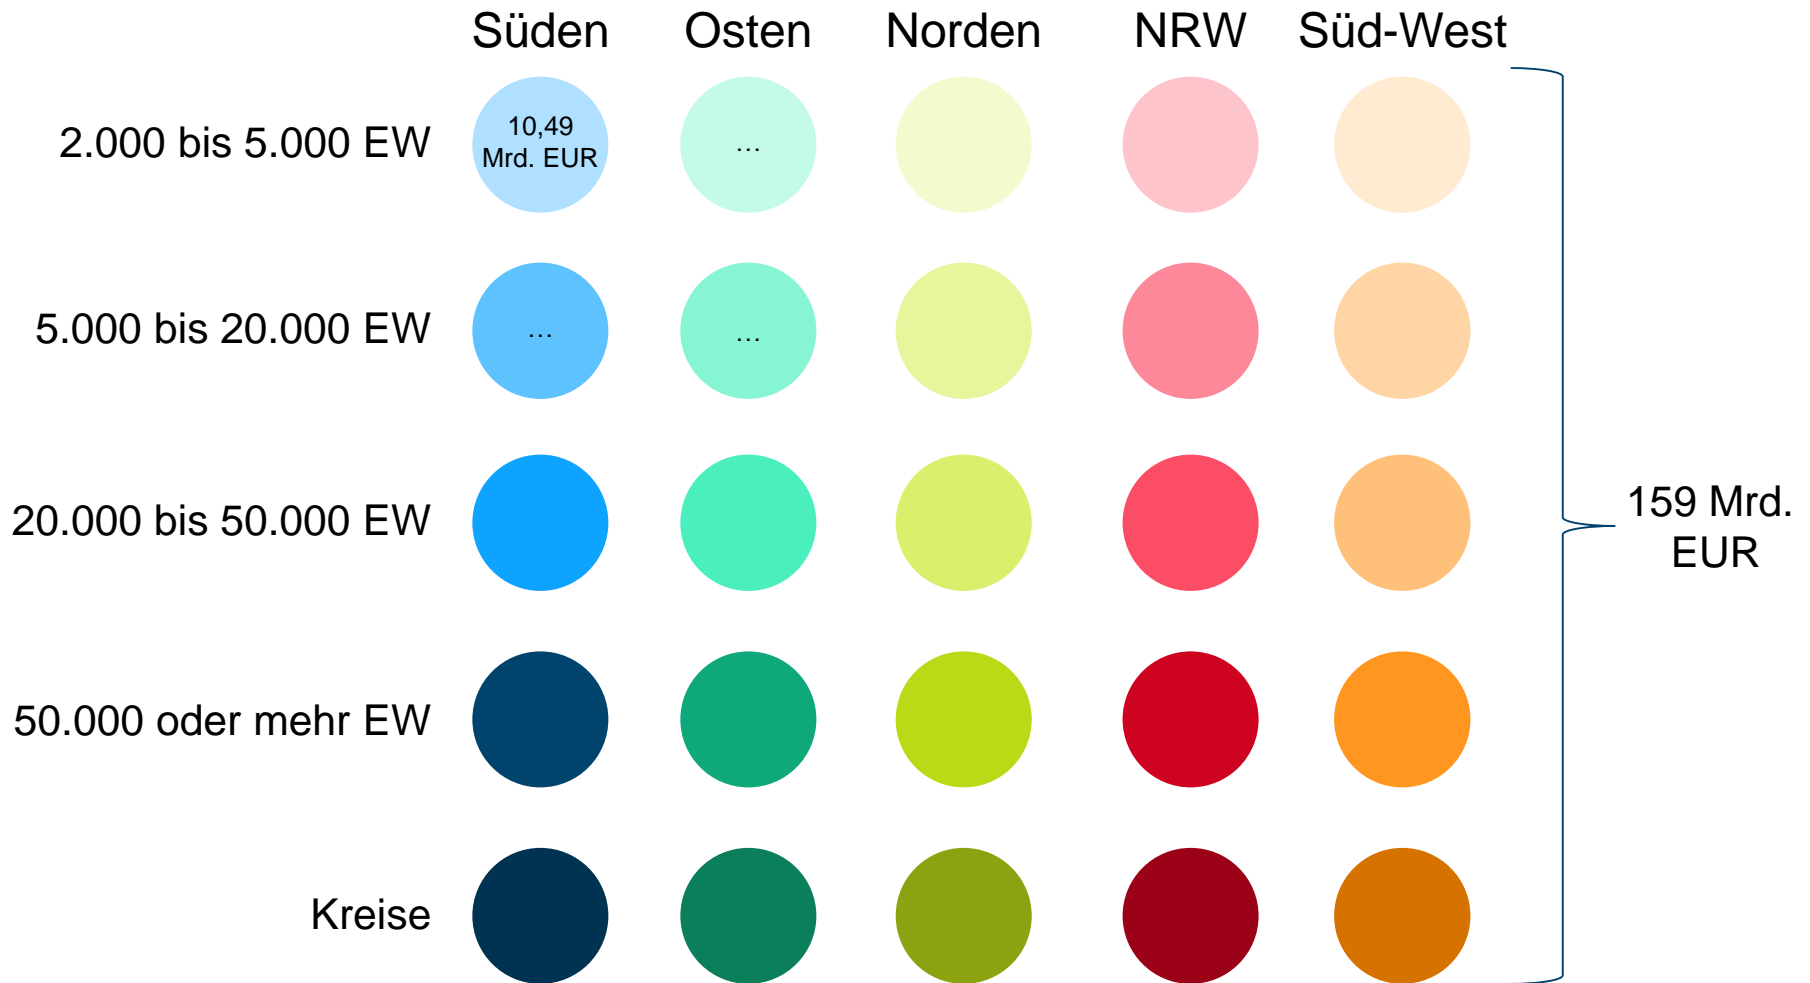 Süden Osten Norden NRW Süd-West
2.000 bis 5.000 EW
10,49
Mrd. EUR
...
5.000 bis 20.000 EW
...
...
20.000 bis 50.000 EW
159 Mrd.
EUR
50.000 oder mehr EW
Kreise